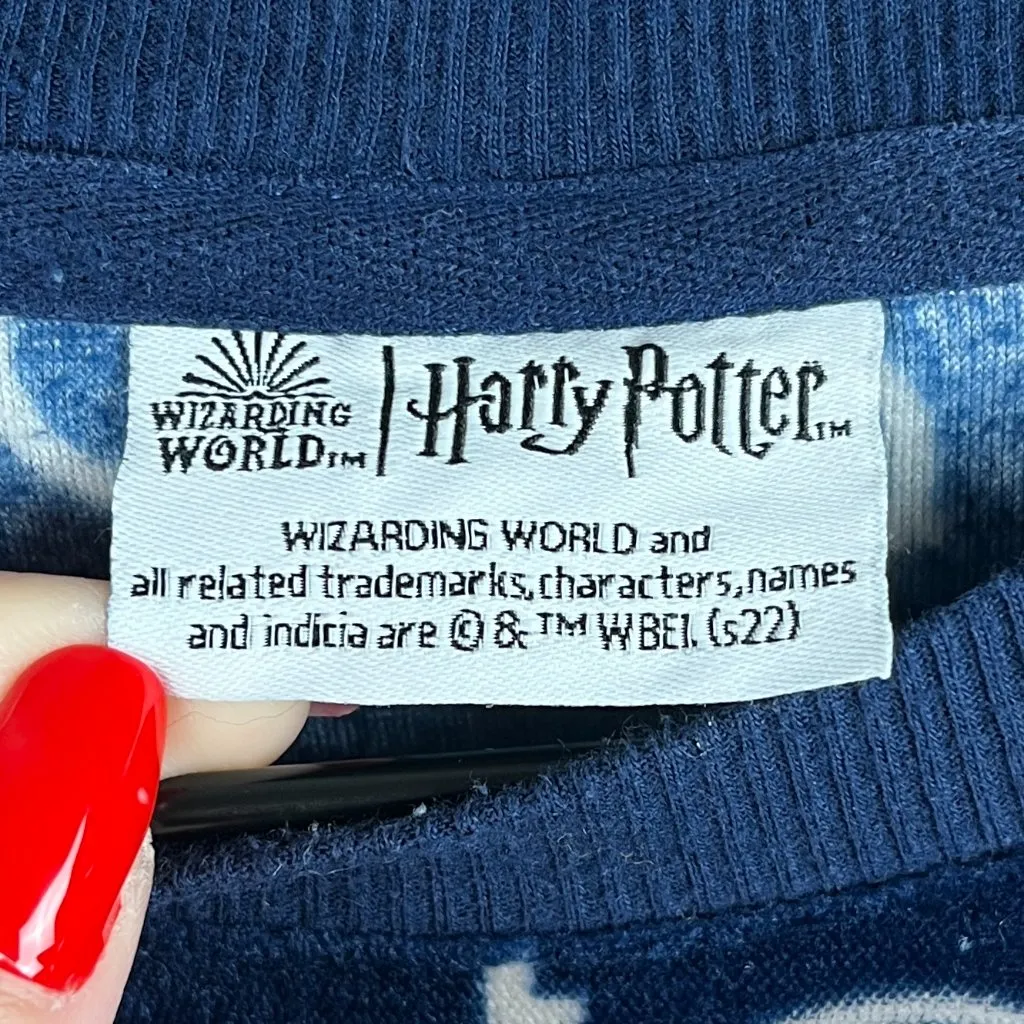 WIZARDING
WORLD™ | Harry Potter™
WIZARDING WORLD and
all related trademarks, characters, names
and indicia are © & ™ WBEI. (s22)